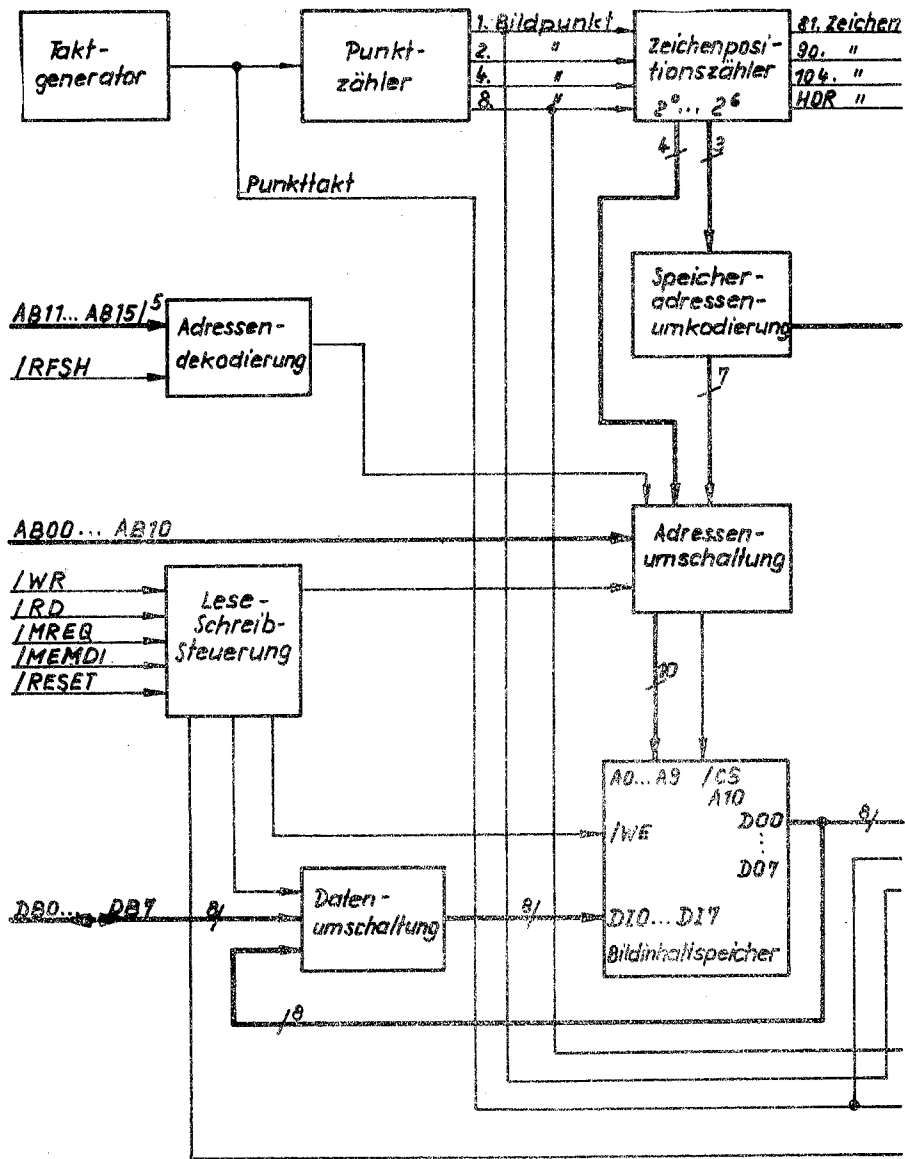 Takt-
generator
Punkt-
zähler
1. Bildpunkt
2. "
4. "
8. "
Zeichenposi-
tionszähler
2⁰... 2⁶
81. Zeichen
90. "
104. "
HDR "
4
3
Punkttakt
Speicher-
adressen-
umkodierung
7
AB11... AB15/5
/RFSH
Adressen-
dekodierung
AB00... AB10
Adressen-
umschaltung
/WR
/RD
/MREQ
/MEMDI
/RESET
Lese-
Schreib-
Steuerung
10
A0...A9 /CS
A10
/WE
D00
⋮
D07
8/
DB0... DB7 8/
Daten-
umschaltung
8/
DI0...DI7
Bildinhaltspeicher
/8